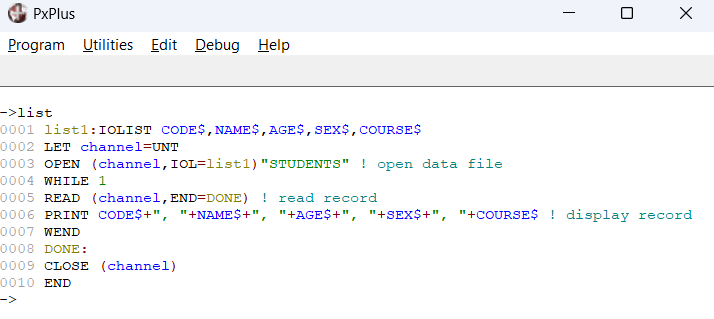 PxPlus
Program Utilities Edit Debug Help
->list
0001 list1:IOLIST CODE$,NAME$,AGE$,SEX$,COURSE$
0002 LET channel=UNT
0003 OPEN (channel,IOL=list1)"STUDENTS" ! open data file
0004 WHILE 1
0005 READ (channel,END=DONE) ! read record
0006 PRINT CODE$+", "+NAME$+", "+AGE$+", "+SEX$+", "+COURSE$ ! display record
0007 WEND
0008 DONE:
0009 CLOSE (channel)
0010 END
->